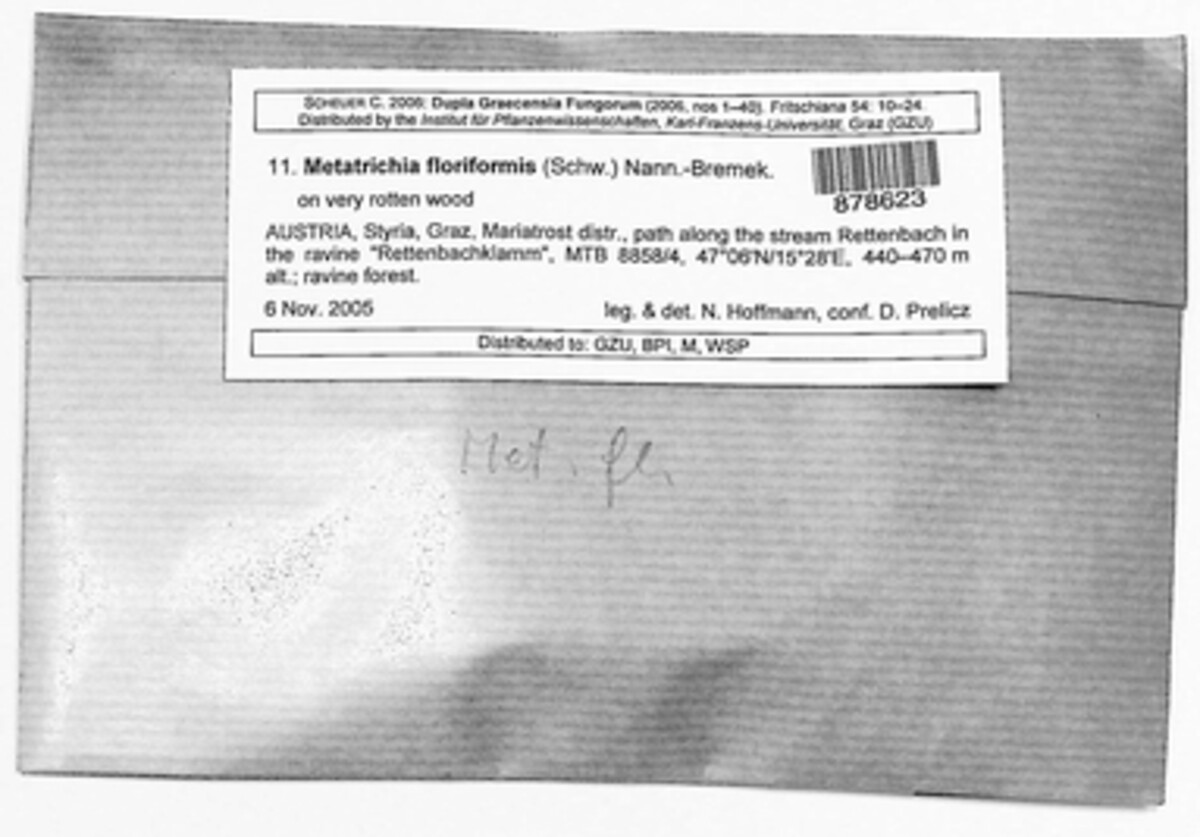 SCHEUER C. 2006: Dupla Graecensia Fungorum (2006, nos 1–40). Fritschiana 54: 10–24.
Distributed by the Institut für Pflanzenwissenschaften, Karl-Franzens-Universität, Graz (GZU)
11. Metatrichia floriformis (Schw.) Nann.-Bremek.
on very rotten wood
878623
AUSTRIA, Styria, Graz, Mariatrost distr., path along the stream Rettenbach in
the ravine "Rettenbachklamm", MTB 8858/4, 47°06'N/15°28'E, 440–470 m
alt.; ravine forest.
6 Nov. 2005 leg. & det. N. Hoffmann, conf. D. Prelicz
Distributed to: GZU, BPI, M, WSP
Met. fl.